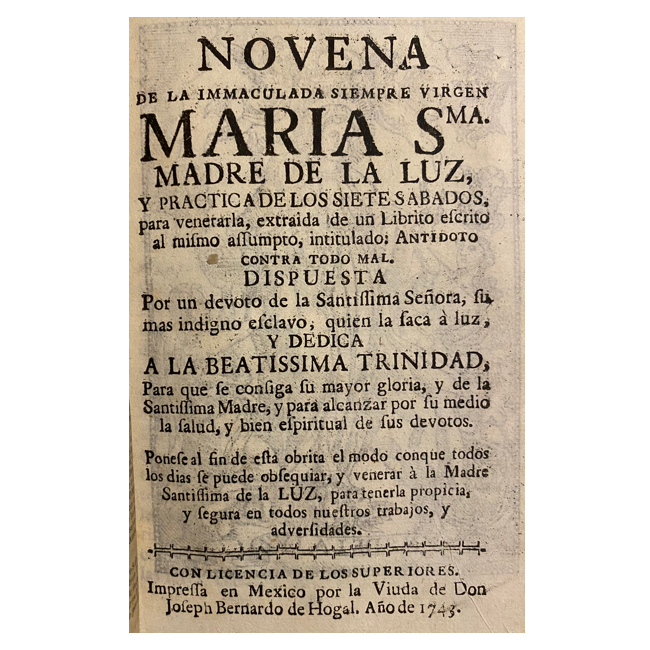 NOVENA
DE LA IMMACULADA SIEMPRE VIRGEN
MARIA SMA.
MADRE DE LA LUZ,
Y PRACTICA DE LOS SIETE SABADOS,
para venerarla, extraida de un Librito eſcrito
al miſmo aſſumpto, intitulado: ANTIDOTO
CONTRA TODO MAL.
DISPUESTA
Por un devoto de la Santiſſima Señora, ſu
mas indigno eſclavo, quien la ſaca à luz,
Y DEDICA
A LA BEATISSIMA TRINIDAD,
Para que ſe conſiga ſu mayor gloria, y de la
Santiſſima Madre, y para alcanzar por ſu medio
la ſalud, y bien eſpiritual de ſus devotos.
Poneſe al fin de eſta obrita el modo conque todos
los dias ſe puede obſequiar, y venerar à la Madre
Santiſſima de la LUZ, para tenerla propicia,
y ſegura en todos nueſtros trabajos, y
adverſidades.
CON LICENCIA DE LOS SUPERIORES.
Impreſſa en Mexico por la Viuda de Don
Joſeph Bernardo de Hogal. Año de 1743.